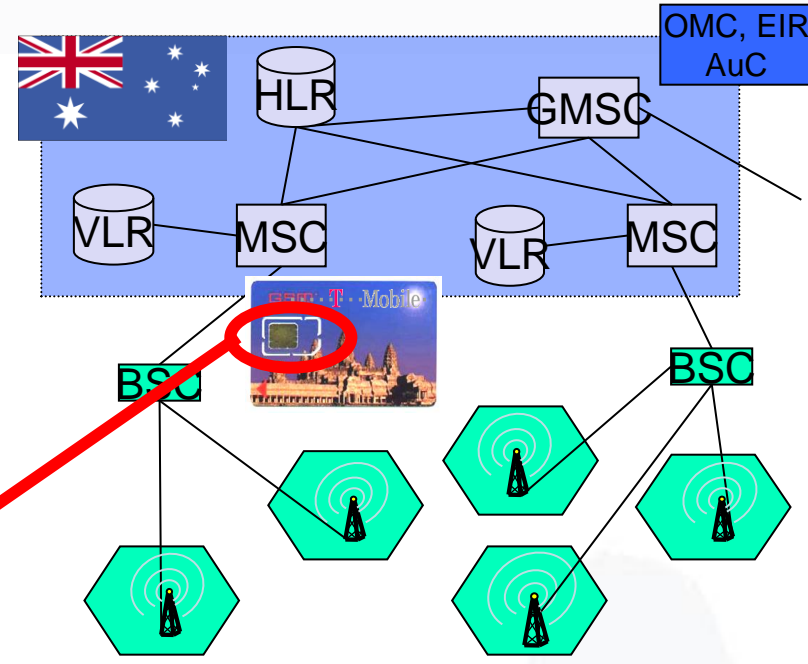 OMC, EIR
AuC
HLR
GMSC
VLR
MSC
VLR
MSC
GSM · T · · Mobile
BSC
BSC